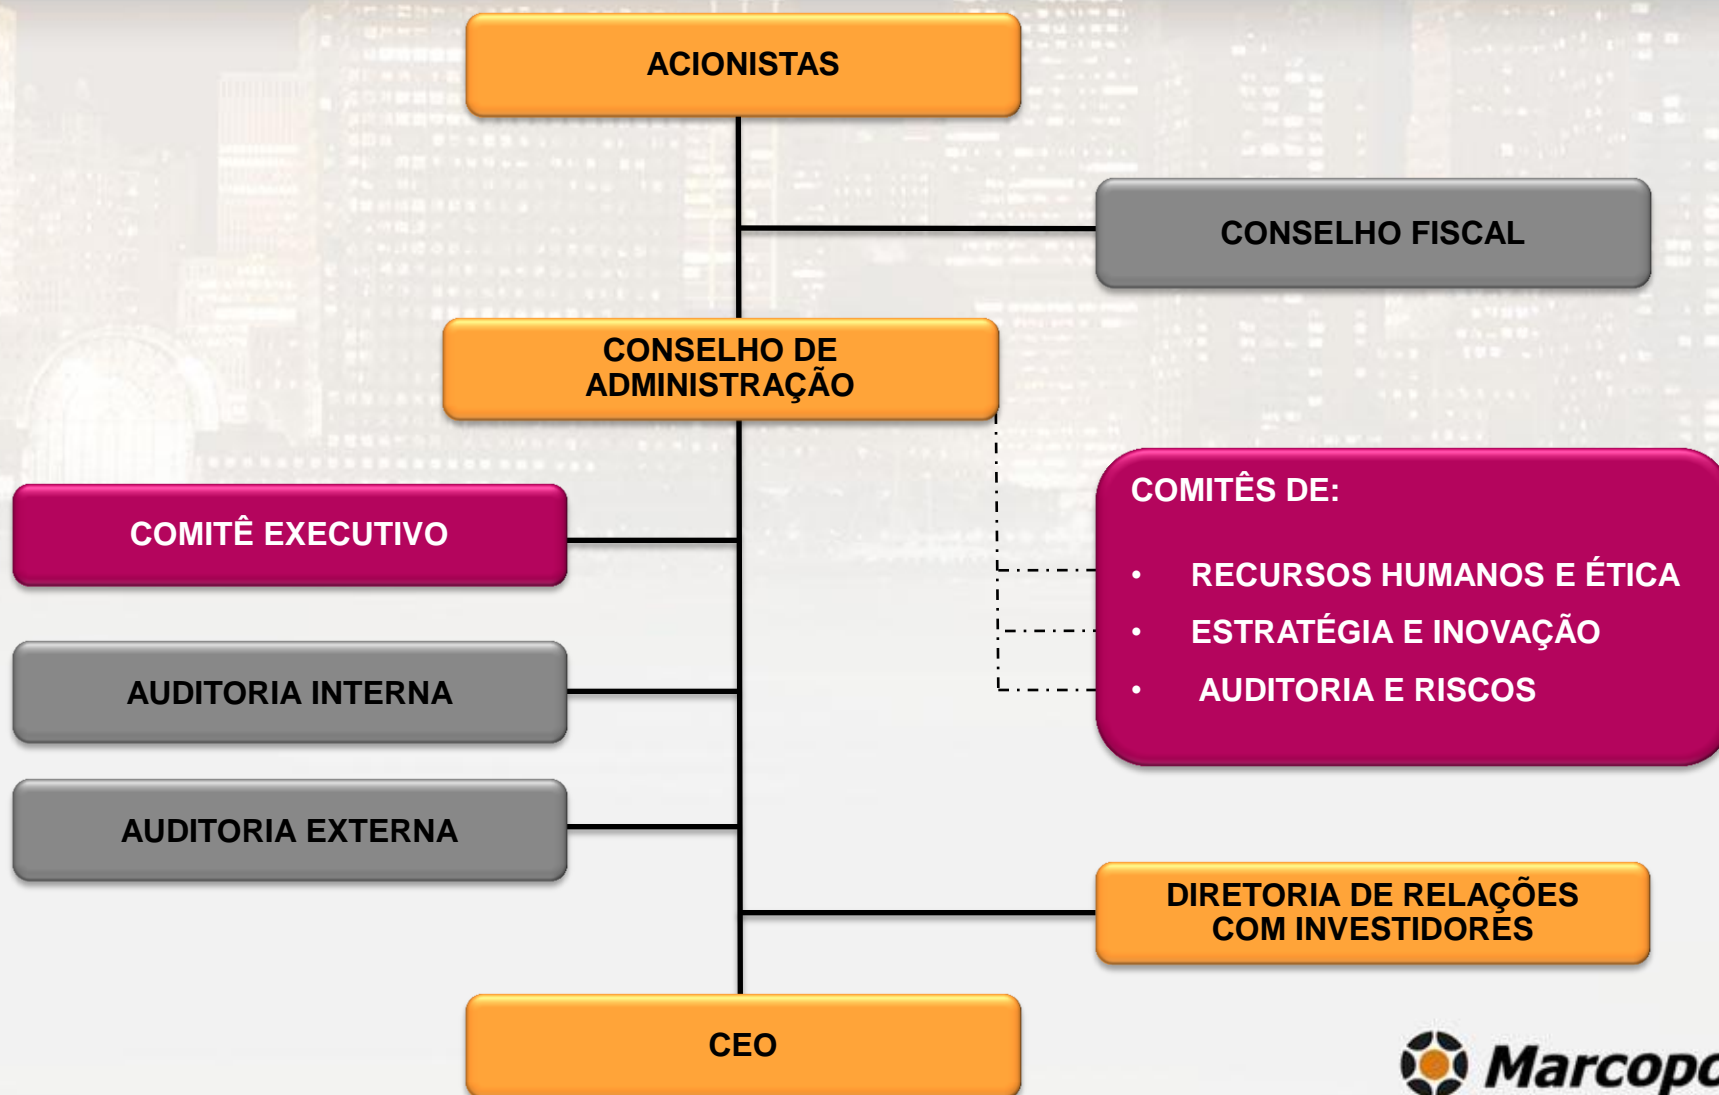 ACIONISTAS
CONSELHO FISCAL
CONSELHO DE
ADMINISTRAÇÃO
COMITÊS DE:
• RECURSOS HUMANOS E ÉTICA
• ESTRATÉGIA E INOVAÇÃO
• AUDITORIA E RISCOS
COMITÊ EXECUTIVO
AUDITORIA INTERNA
AUDITORIA EXTERNA
DIRETORIA DE RELAÇÕES
COM INVESTIDORES
CEO
Marcopo